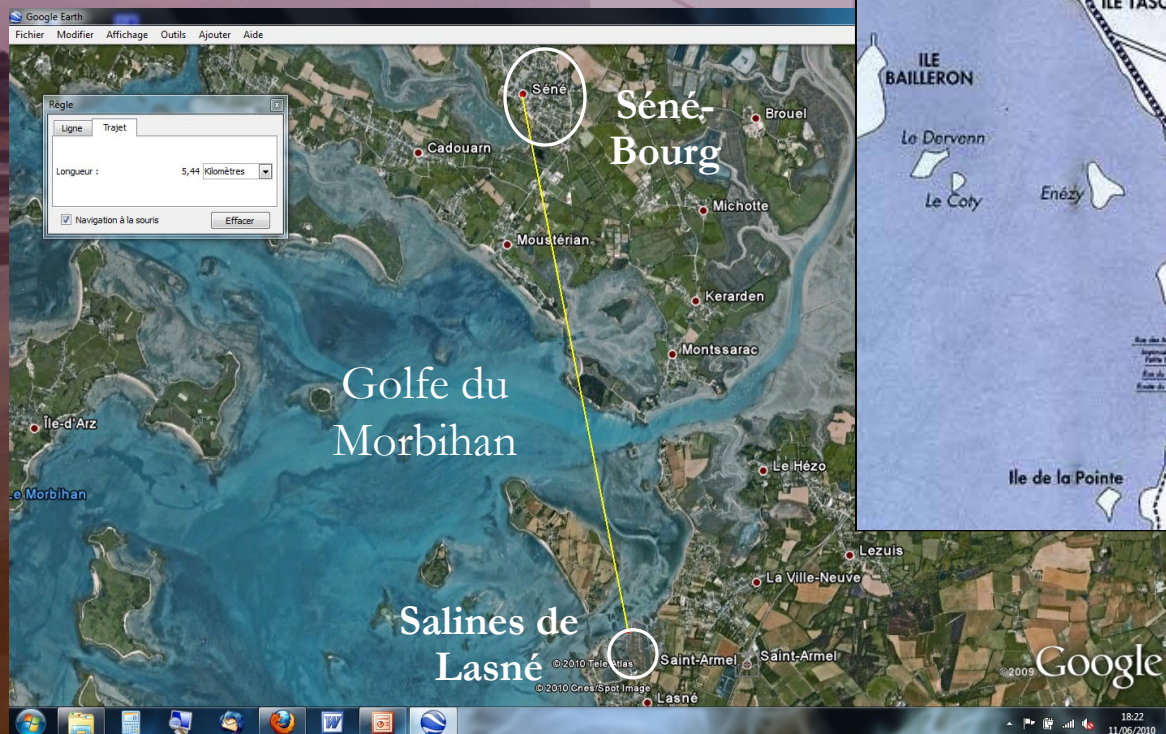 Google Earth
Fichier Modifier Affichage Outils Ajouter Aide
Règle
Ligne Trajet
Longueur : 5,44 Kilomètres
Navigation à la souris Effacer
Séné
Séné-
Bourg
Brouel
Cadouarn
Michotte
Moustérian
Kerarden
Montssarac
Golfe du
Morbihan
Île-d'Arz
Le Hézo
Le Morbihan
Lezuis
La Ville-Neuve
Salines de
Lasné
© 2010 Tele Atlas
Saint-Armel
Saint-Armel
© 2010 Cnes/Spot Image
Lasné
©2009 Google
18:22
11/06/2010
ILE
BAILLERON
Le Dervenn
Le Coty
Enézy
Ile de la Pointe